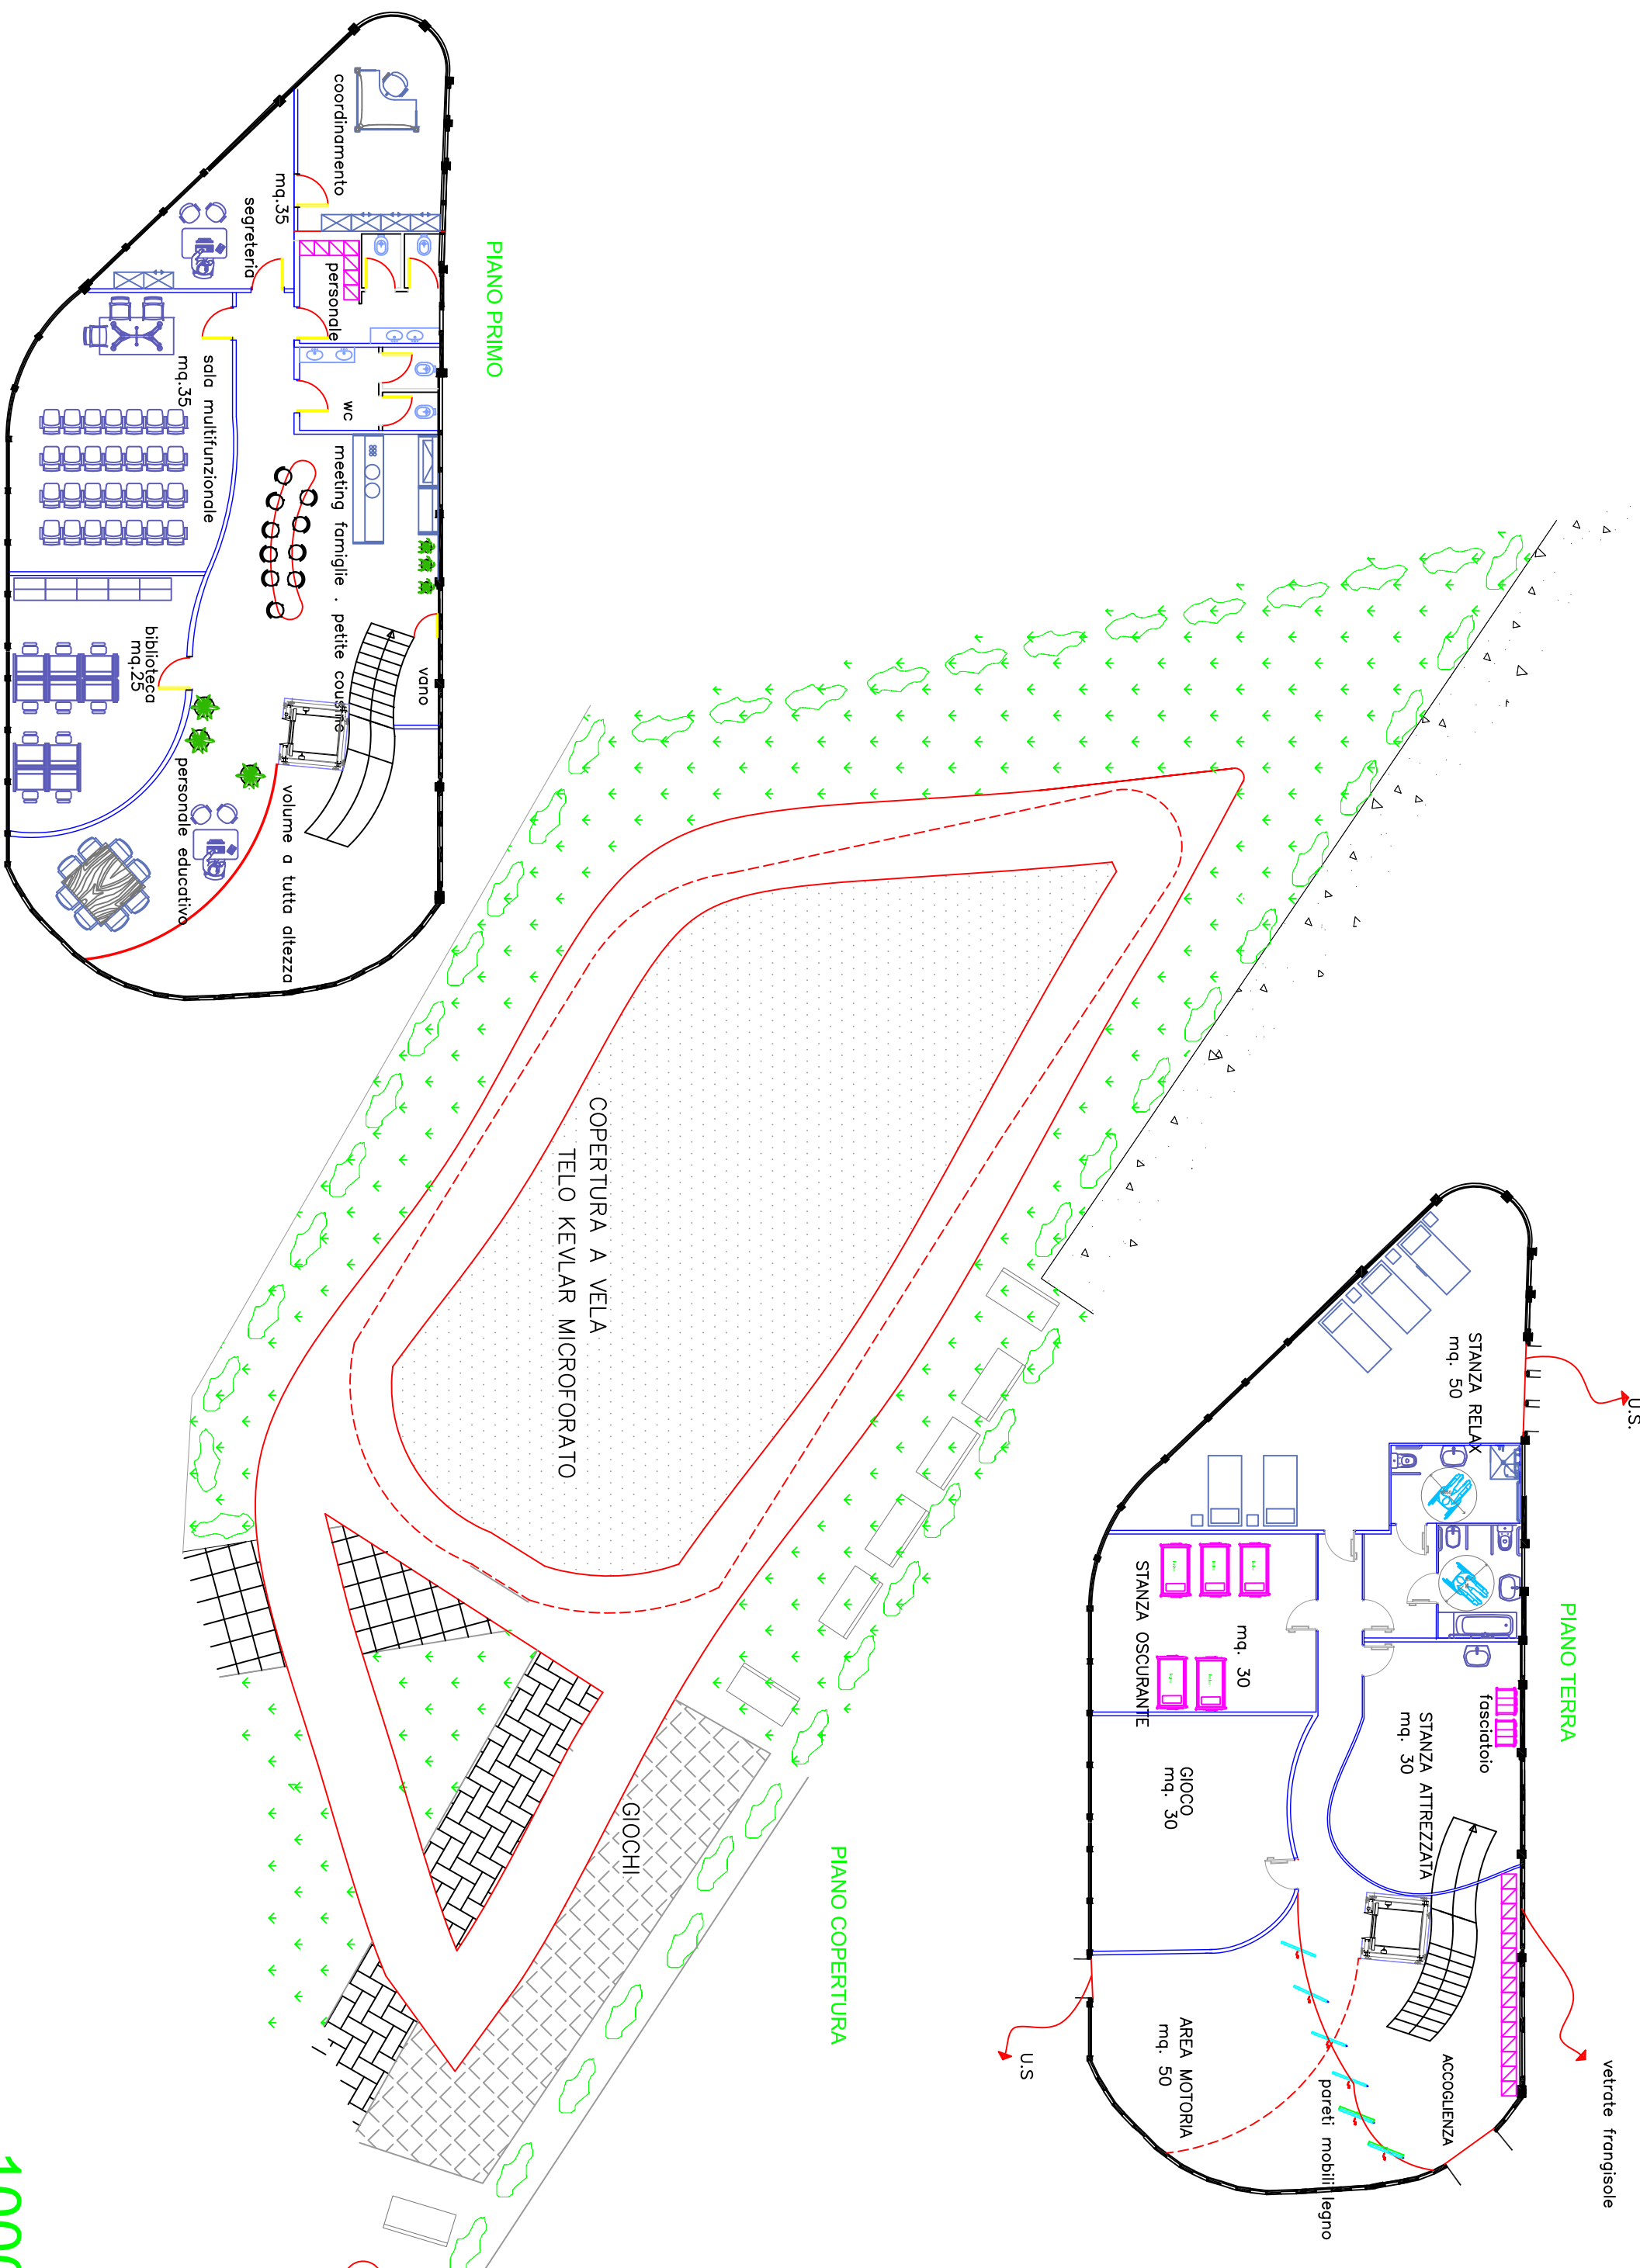 PIANO PRIMO
coordinamento
mq.35
segreteria
personale
sala multifunzionale
mq.35
wc
meeting famiglie . petite cousine
biblioteca
mq.25
vano
personale educativo
volume a tutta altezza
COPERTURA A VELA
TELO KEVLAR MICROFORATO
GIOCHI
PIANO COPERTURA
PIANO TERRA
STANZA RELAX
mq. 50
U.S.
STANZA OSCURANTE
mq. 30
fasciatoio
STANZA ATTREZZATA
mq. 30
GIOCO
mq. 30
AREA MOTORIA
mq. 50
ACCOGLIENZA
pareti mobili legno
vetrate frangisole
U.S